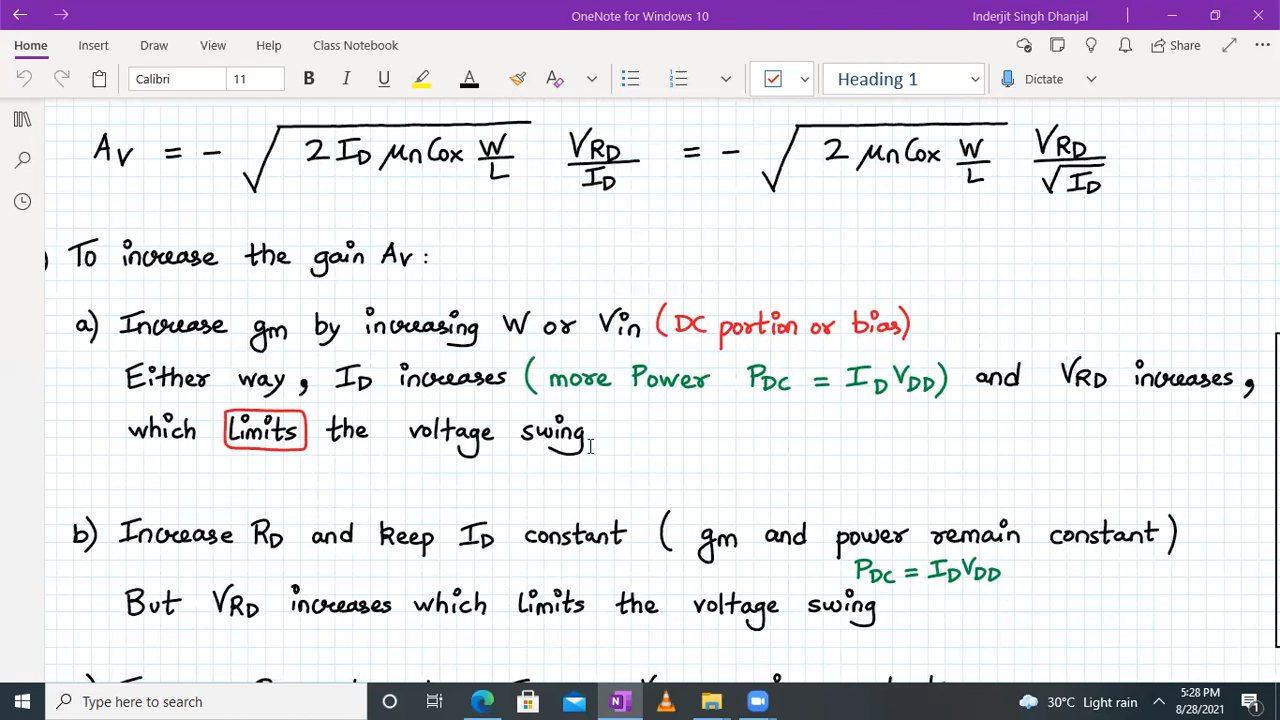 OneNote for Windows 10
Inderjit Singh Dhanjal
Home Insert Draw View Help Class Notebook Share
Calibri 11 B I U A Heading 1 Dictate
Av = - √(2 ID μn Cox W/L) VRD/ID = - √(2 μn Cox W/L) VRD/√ID
) To increase the gain Av :
a) Increase gm by increasing W or Vin (DC portion or bias)
Either way, ID increases (more Power PDC = ID VDD) and VRD increases,
which Limits the voltage swing
b) Increase RD and keep ID constant ( gm and power remain constant )
PDC = ID VDD
But VRD increases which limits the voltage swing
Type here to search
30°C Light rain
5:28 PM
8/28/2021
1